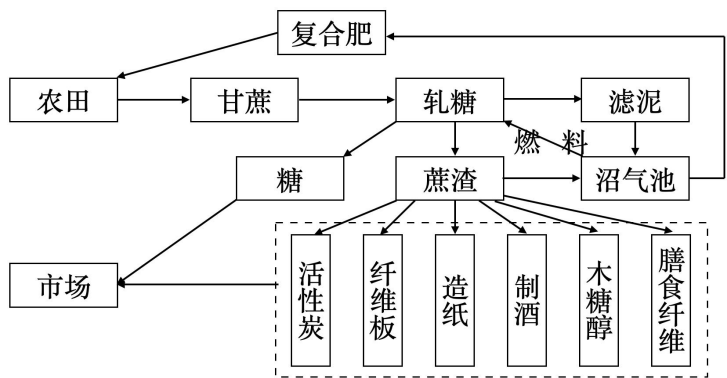 复合肥
农田
甘蔗
轧糖
滤泥
燃 料
糖
蔗渣
沼气池
市场
活性炭
纤维板
造纸
制酒
木糖醇
膳食纤维